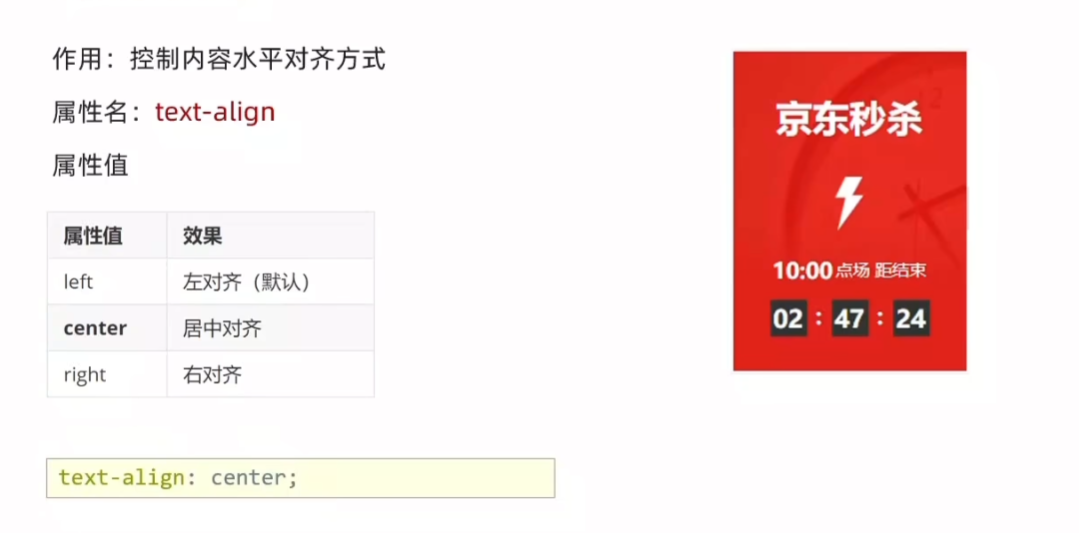 作用：控制内容水平对齐方式
属性名：text-align
属性值
属性值 效果
left 左对齐（默认）
center 居中对齐
right 右对齐
text-align: center;
京东秒杀
10:00 点场 距结束
02 : 47 : 24